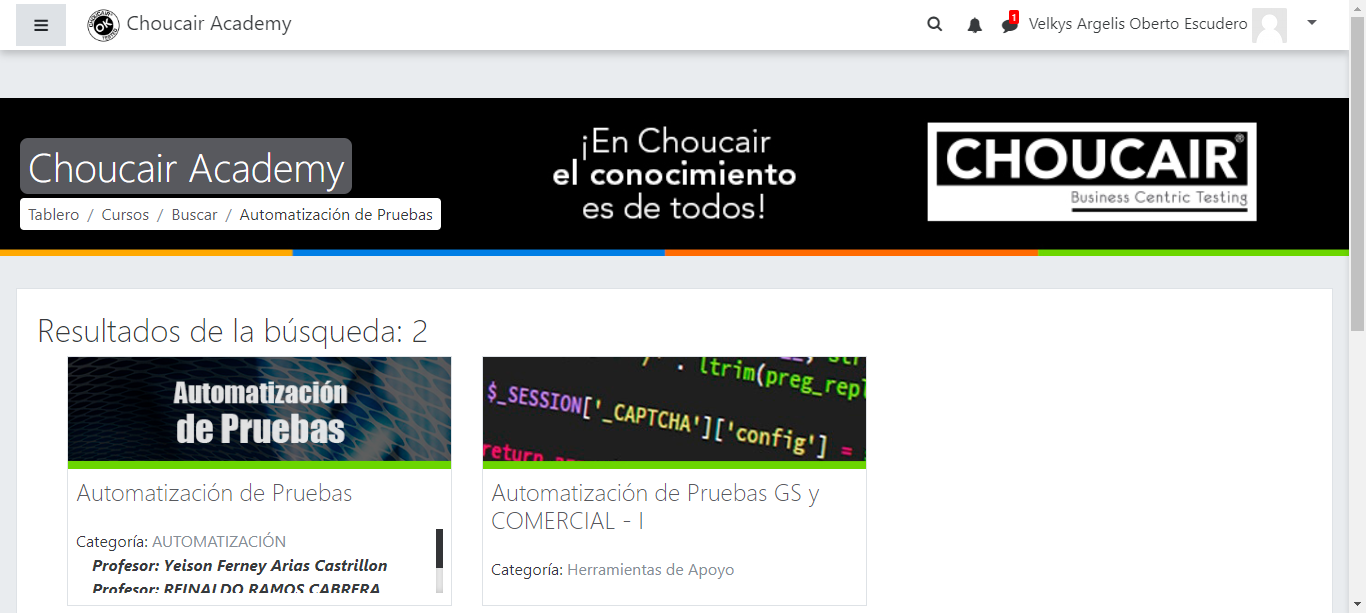 Choucair Academy
1
Velkys Argelis Oberto Escudero
Choucair Academy
Tablero / Cursos / Buscar / Automatización de Pruebas
¡En Choucair
el conocimiento
es de todos!
CHOUCAIR®
Business Centric Testing
Resultados de la búsqueda: 2
Automatización
de Pruebas
Automatización de Pruebas
Categoría: AUTOMATIZACIÓN
Profesor: Yeison Ferney Arias Castrillon
Profesor: REINALDO RAMOS CABRERA
ltrim(preg_repl
$_SESSION['_CAPTCHA']['config'] =
return
Automatización de Pruebas GS y
COMERCIAL - I
Categoría: Herramientas de Apoyo